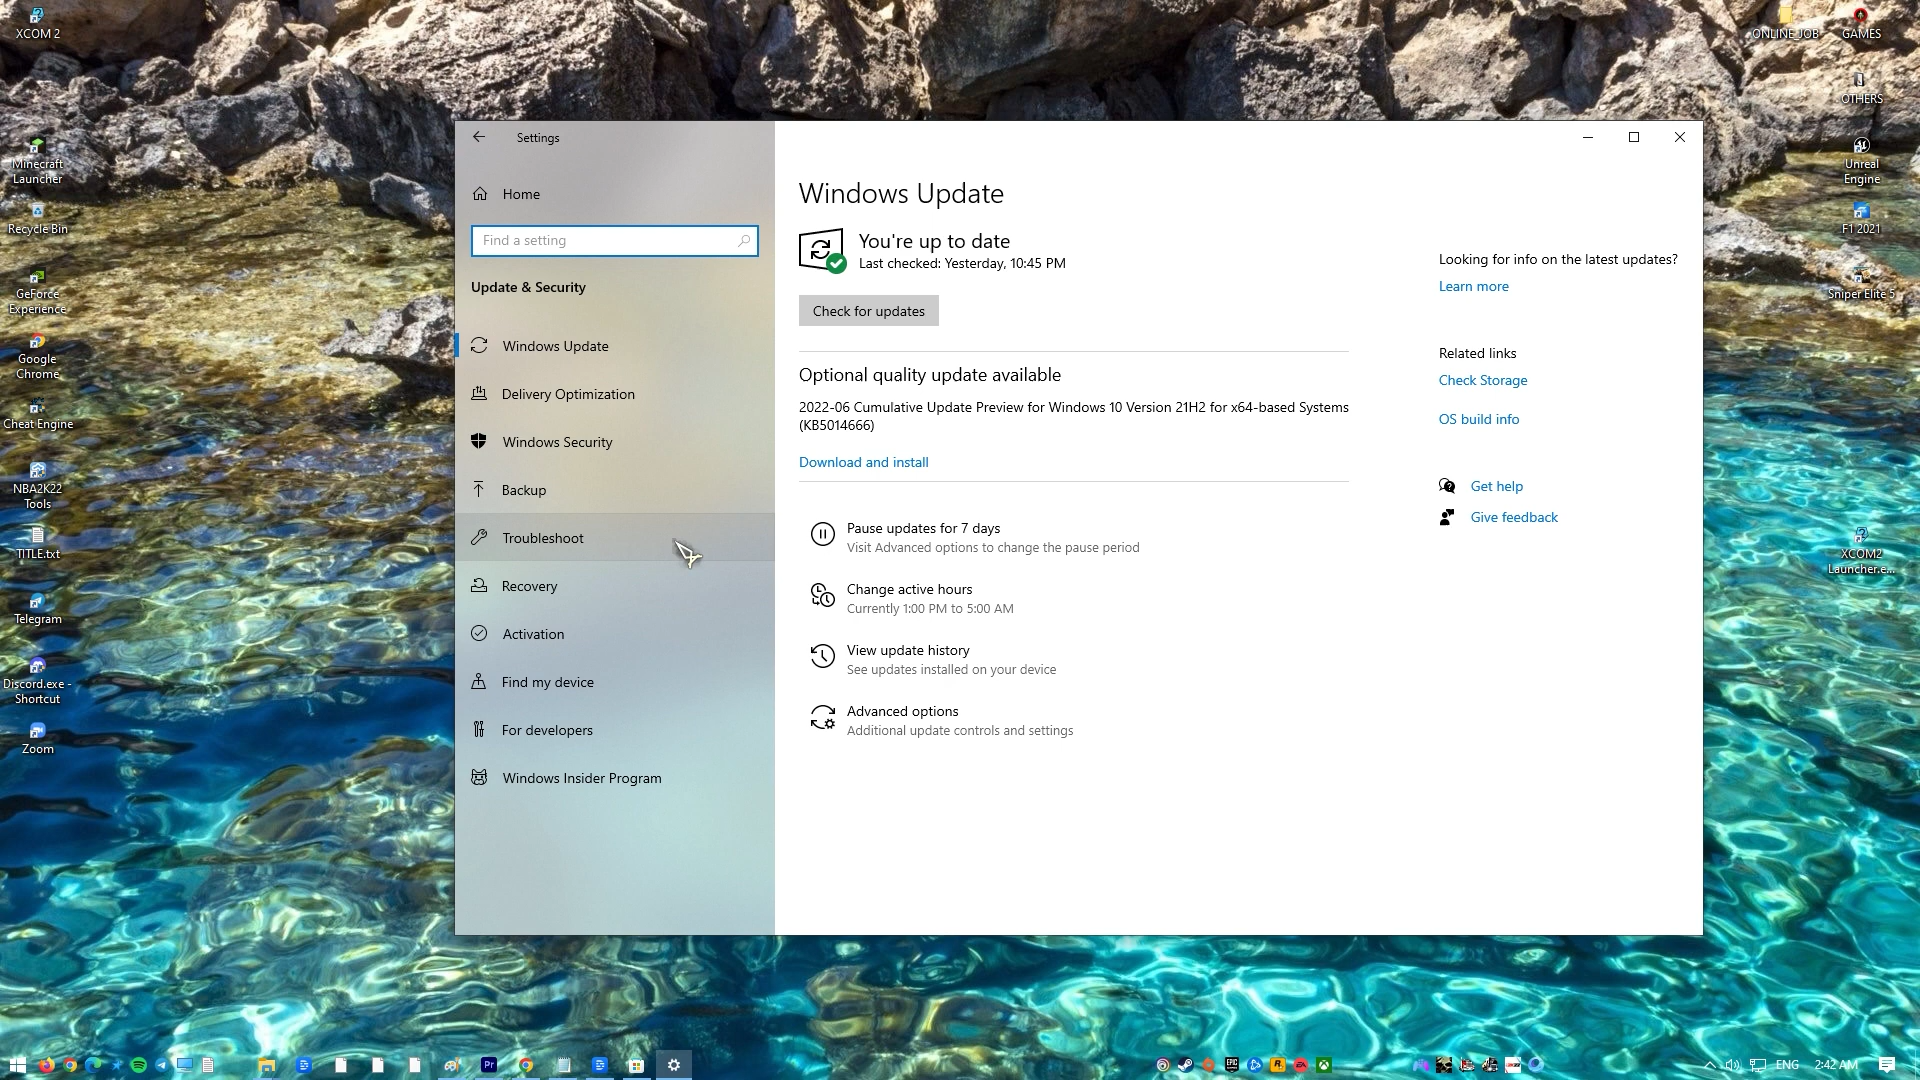 XCOM 2
ONLINE_JOB
GAMES
OTHERS
Minecraft
Launcher
Unreal
Engine
Recycle Bin
F1 2021
GeForce
Experience
Sniper Elite 5
Google
Chrome
Cheat Engine
NBA2K22
Tools
TITLE.txt
XCOM2
Launcher.e...
Telegram
Discord.exe -
Shortcut
Zoom
Settings
Home
Find a setting
Update & Security
Windows Update
Delivery Optimization
Windows Security
Backup
Troubleshoot
Recovery
Activation
Find my device
For developers
Windows Insider Program
Windows Update
You're up to date
Last checked: Yesterday, 10:45 PM
Check for updates
Optional quality update available
2022-06 Cumulative Update Preview for Windows 10 Version 21H2 for x64-based Systems
(KB5014666)
Download and install
Pause updates for 7 days
Visit Advanced options to change the pause period
Change active hours
Currently 1:00 PM to 5:00 AM
View update history
See updates installed on your device
Advanced options
Additional update controls and settings
Looking for info on the latest updates?
Learn more
Related links
Check Storage
OS build info
Get help
Give feedback
Pr
EPIC
EA
ENG
2:42 AM